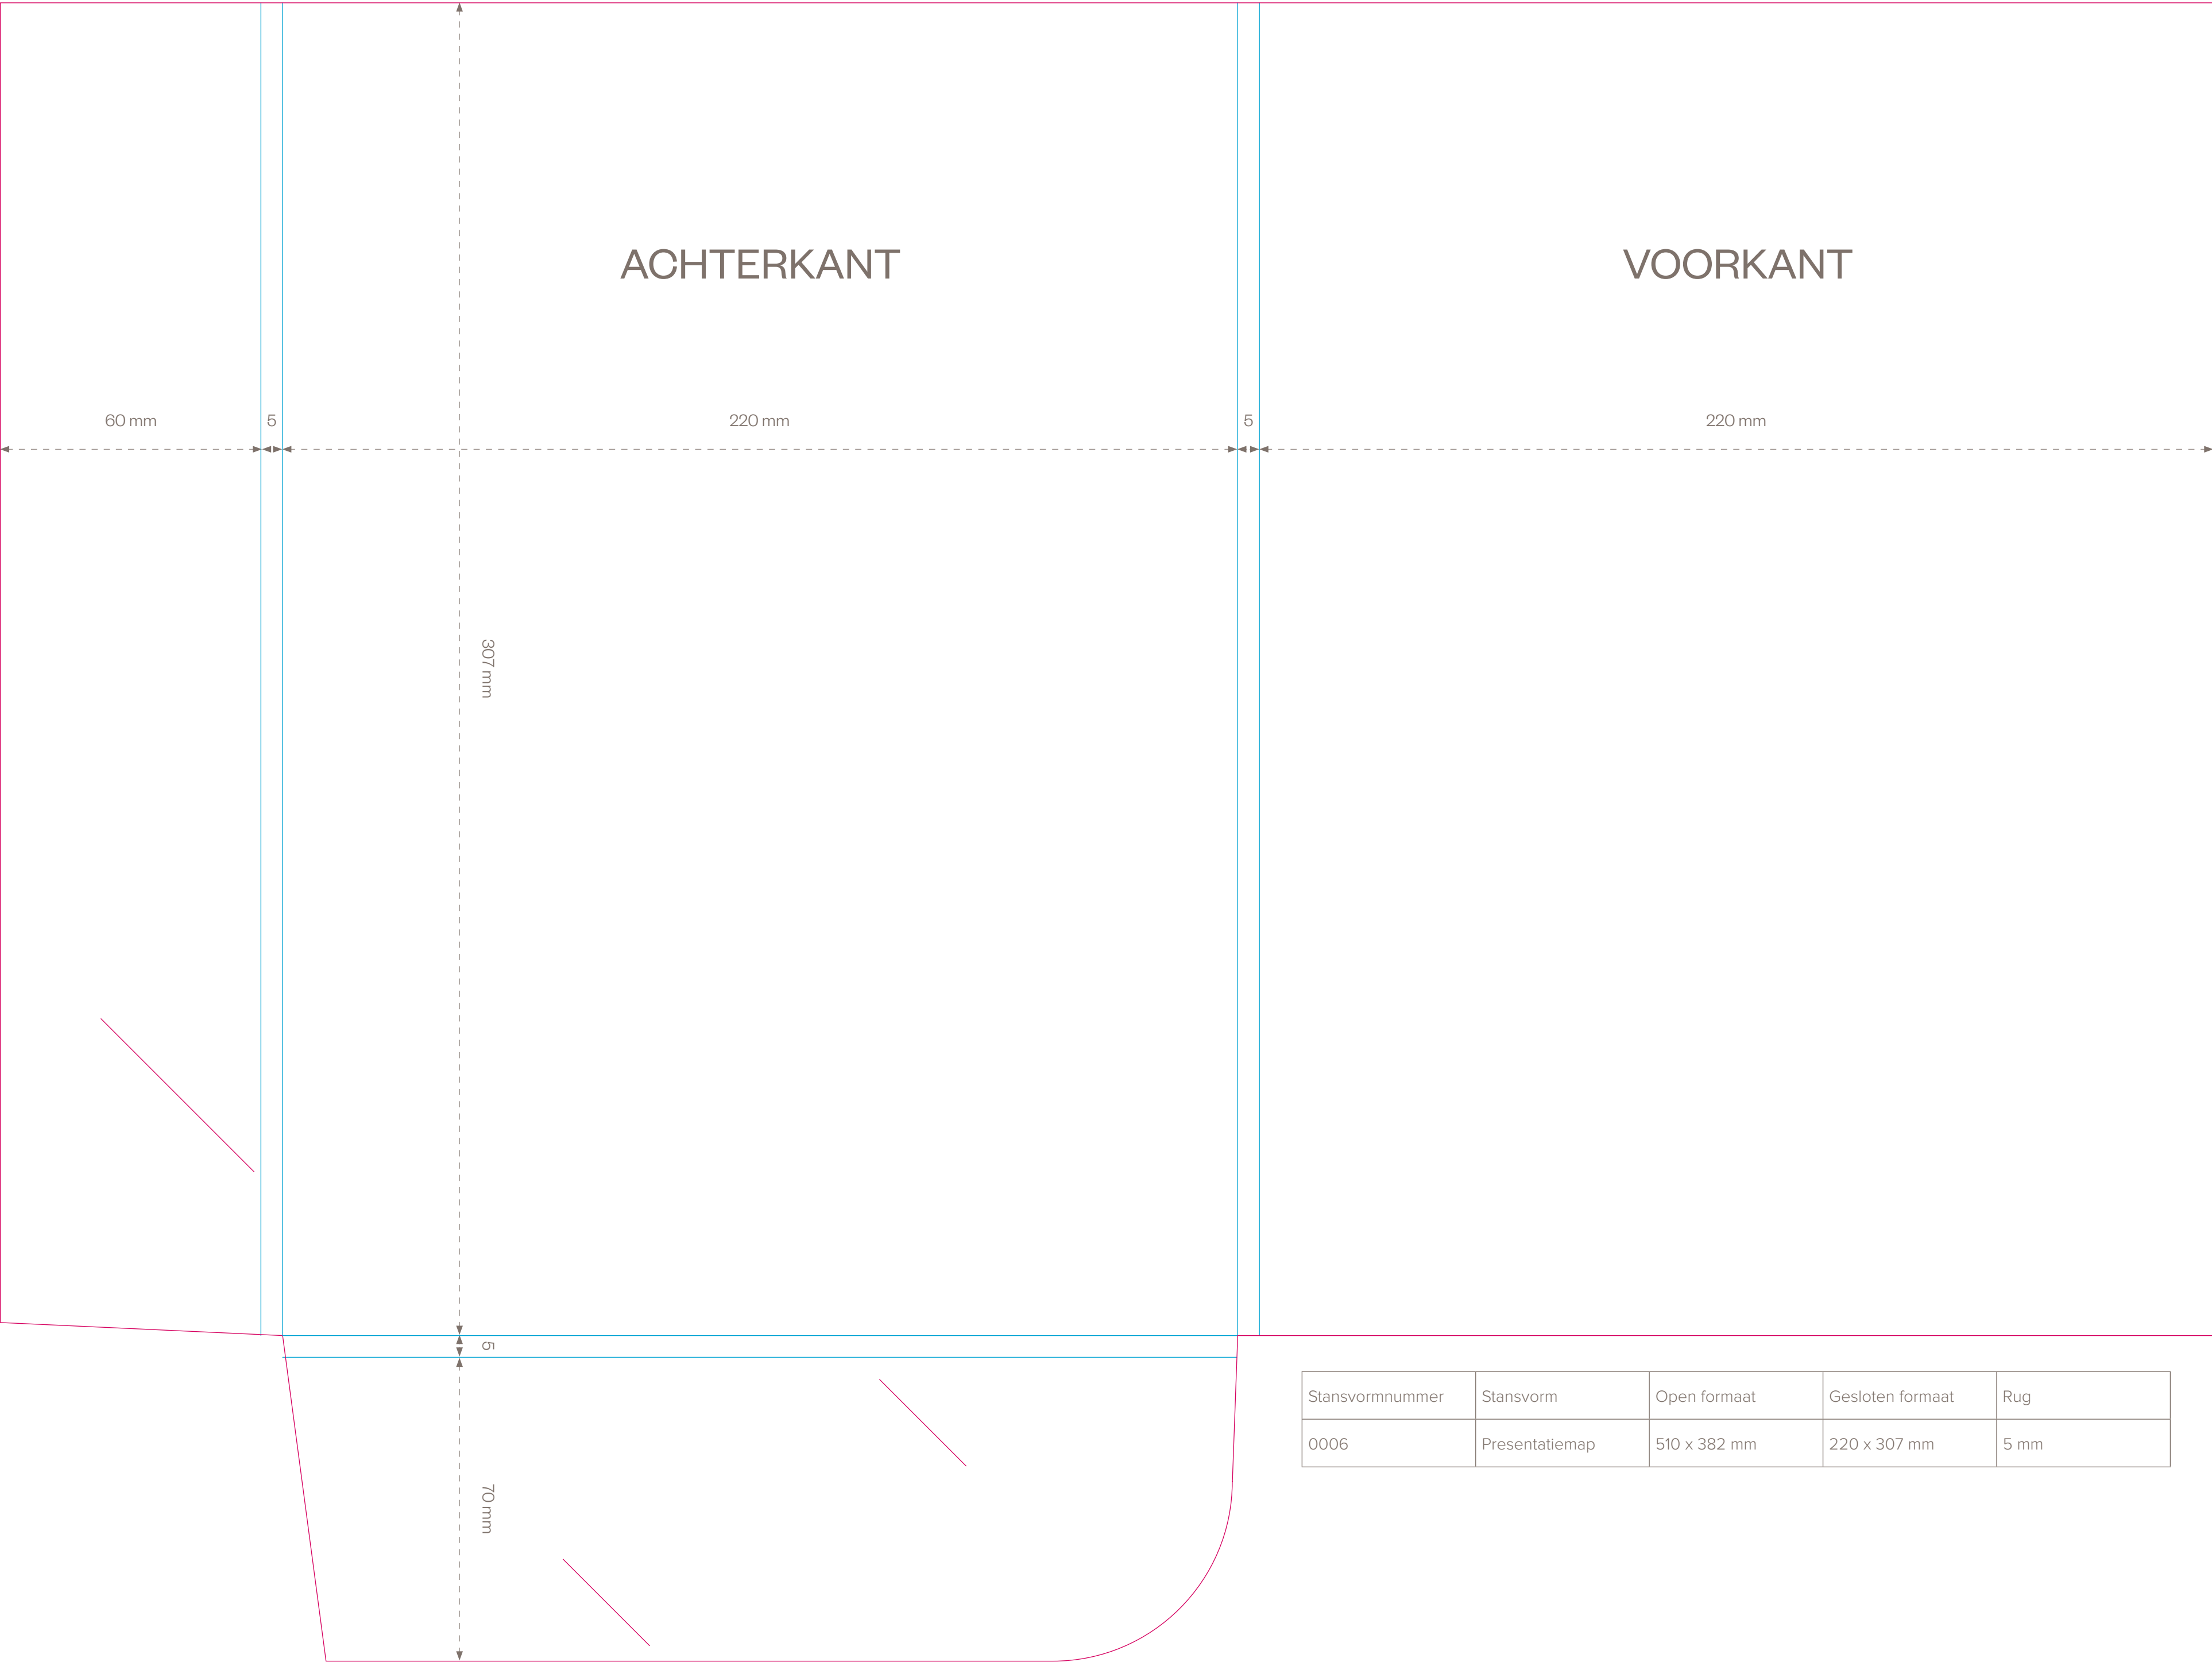 ACHTERKANT
VOORKANT
60 mm
5
220 mm
5
220 mm
307 mm
5
70 mm
Stansvormnummer Stansvorm Open formaat Gesloten formaat Rug
0006 Presentatiemap 510 x 382 mm 220 x 307 mm 5 mm